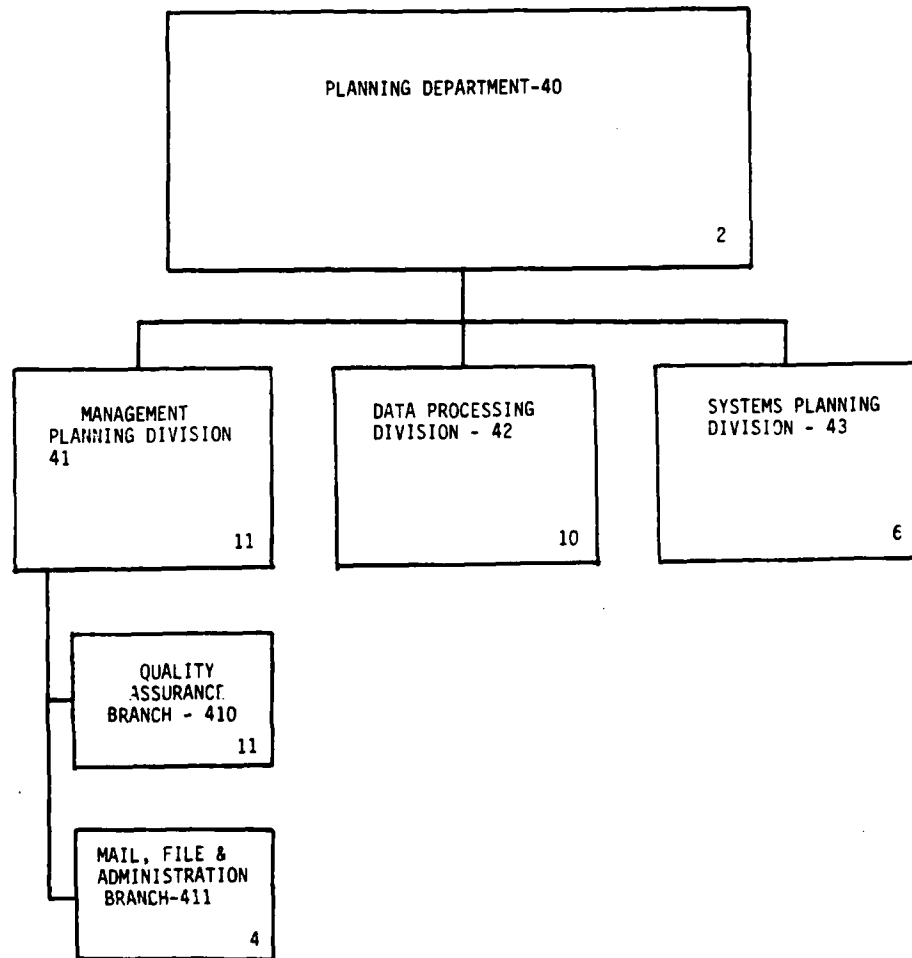 PLANNING DEPARTMENT-40
2
MANAGEMENT
PLANNING DIVISION
41
11
DATA PROCESSING
DIVISION - 42
10
SYSTEMS PLANNING
DIVISION - 43
6
QUALITY
ASSURANCE
BRANCH - 410
11
MAIL, FILE &
ADMINISTRATION
BRANCH-411
4